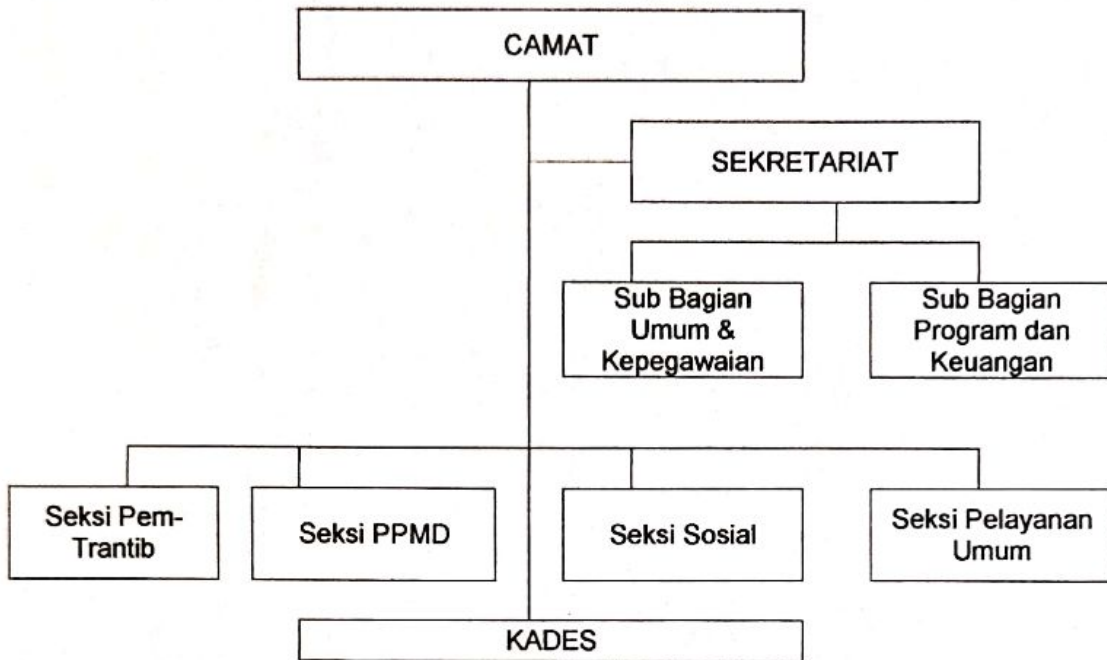 CAMAT
SEKRETARIAT
Sub Bagian
Umum &
Kepegawaian
Sub Bagian
Program dan
Keuangan
Seksi Pem-
Trantib
Seksi PPMD
Seksi Sosial
Seksi Pelayanan
Umum
KADES